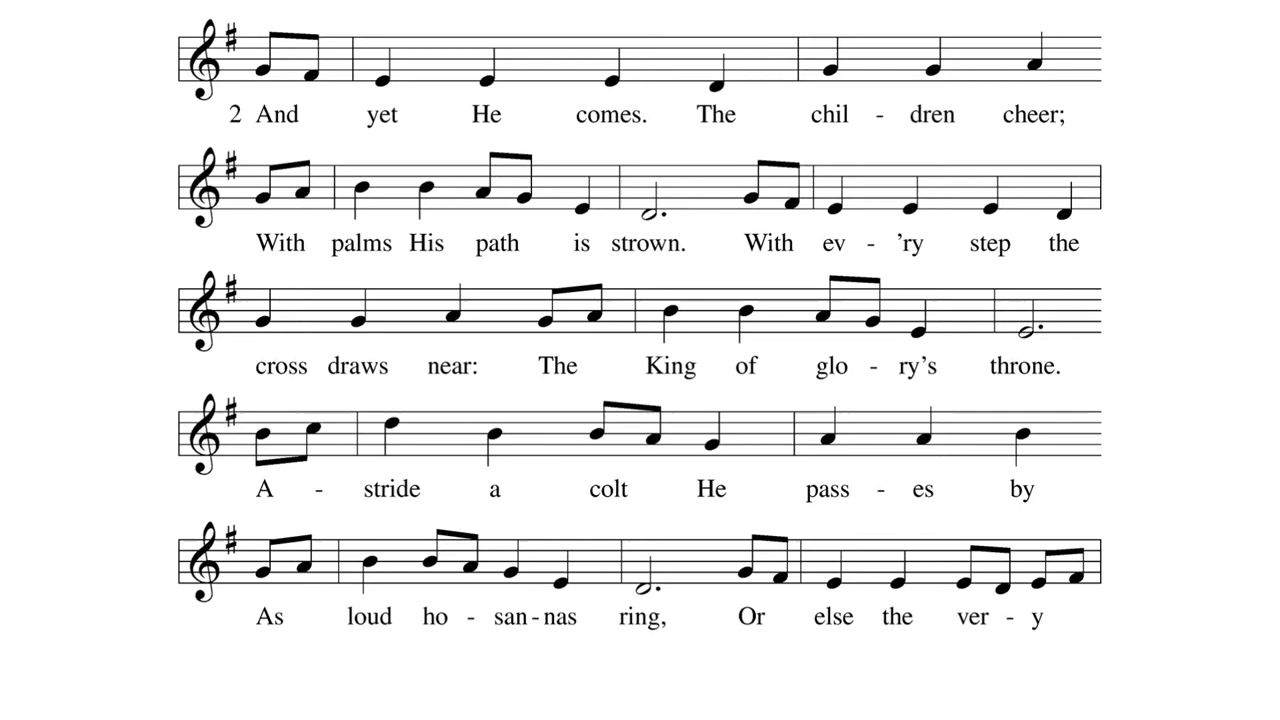 2 And yet He comes. The chil - dren cheer;
With palms His path is strown. With ev - ’ry step the
cross draws near: The King of glo - ry’s throne.
A - stride a colt He pass - es by
As loud ho - san - nas ring, Or else the ver - y